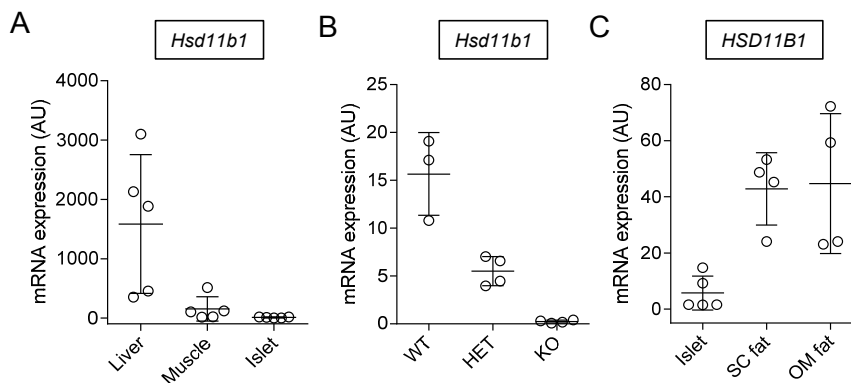 A
Hsd11b1
mRNA expression (AU)
4000
3000
2000
1000
0
Liver
Muscle
Islet
B
Hsd11b1
mRNA expression (AU)
25
20
15
10
5
0
WT
HET
KO
C
HSD11B1
mRNA expression (AU)
80
60
40
20
0
Islet
SC fat
OM fat